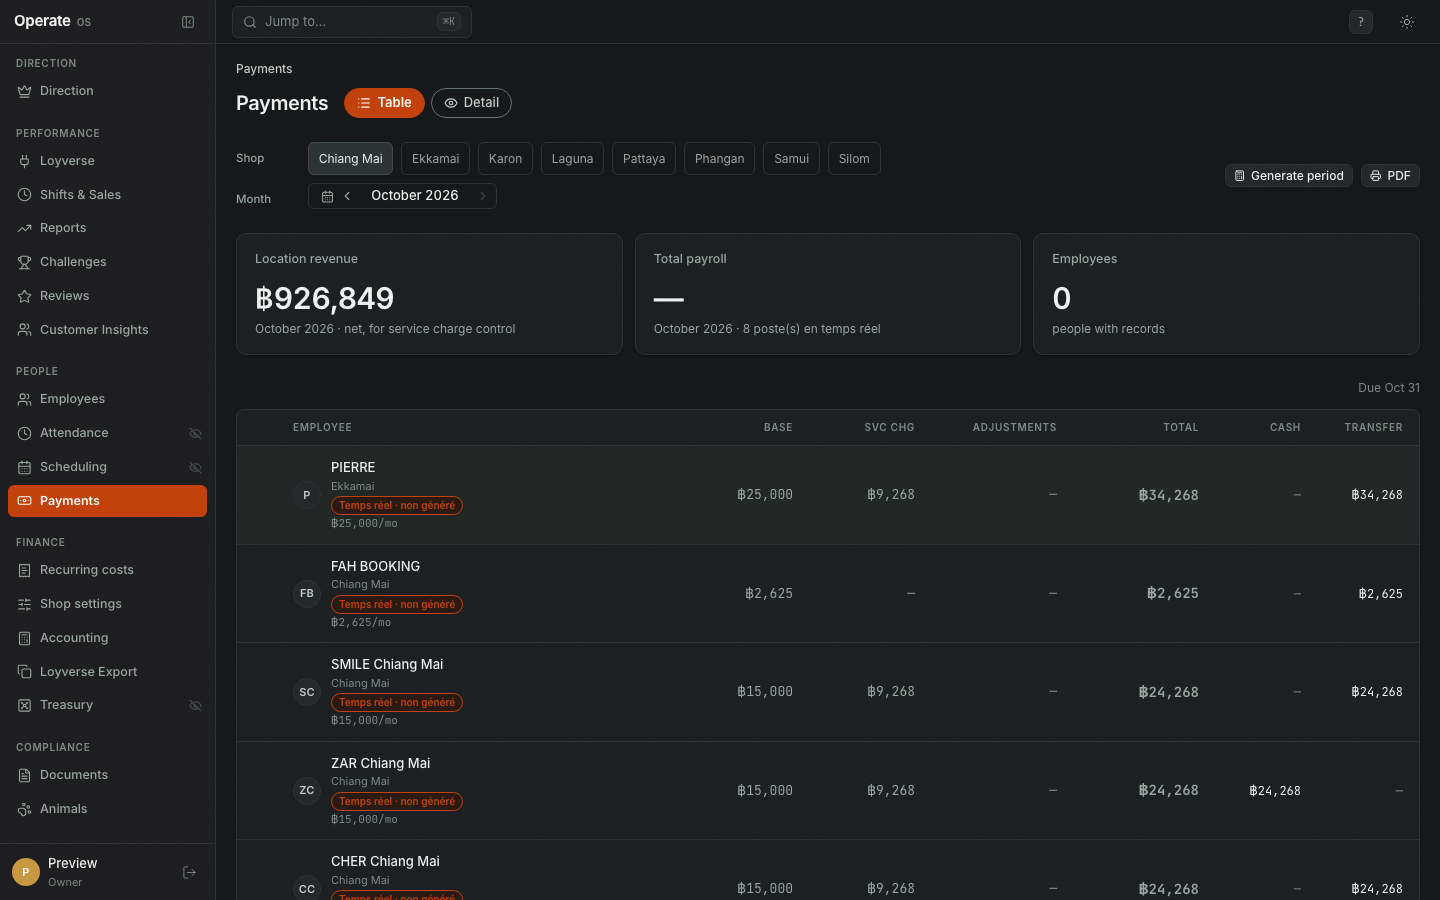 Operate os
Jump to... ⌘K
?
DIRECTION
Direction
PERFORMANCE
Loyverse
Shifts & Sales
Reports
Challenges
Reviews
Customer Insights
PEOPLE
Employees
Attendance
Scheduling
Payments
FINANCE
Recurring costs
Shop settings
Accounting
Loyverse Export
Treasury
COMPLIANCE
Documents
Animals
P
Preview
Owner
Payments
Payments Table Detail
Shop Chiang Mai Ekkamai Karon Laguna Pattaya Phangan Samui Silom
Month October 2026
Generate period PDF
Location revenue
฿926,849
October 2026 · net, for service charge control
Total payroll
—
October 2026 · 8 poste(s) en temps réel
Employees
0
people with records
Due Oct 31
EMPLOYEE BASE SVC CHG ADJUSTMENTS TOTAL CASH TRANSFER
PIERRE
Ekkamai
P ฿25,000 ฿9,268 — ฿34,268 — ฿34,268
Temps réel · non généré
฿25,000/mo
FAH BOOKING
Chiang Mai
FB ฿2,625 — — ฿2,625 — ฿2,625
Temps réel · non généré
฿2,625/mo
SMILE Chiang Mai
Chiang Mai
SC ฿15,000 ฿9,268 — ฿24,268 — ฿24,268
Temps réel · non généré
฿15,000/mo
ZAR Chiang Mai
Chiang Mai
ZC ฿15,000 ฿9,268 — ฿24,268 ฿24,268 —
Temps réel · non généré
฿15,000/mo
CHER Chiang Mai
Chiang Mai
CC ฿15,000 ฿9,268 — ฿24,268 — ฿24,268
Temps réel · non généré